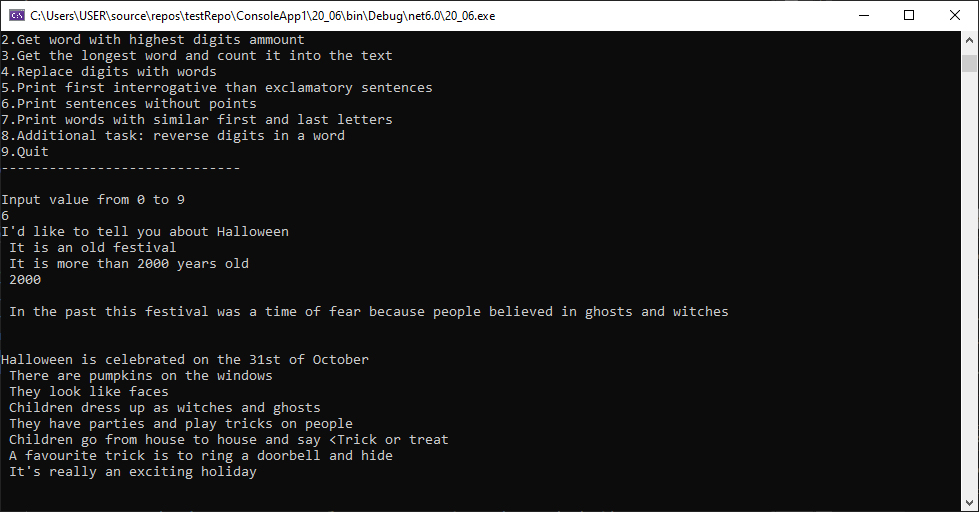 C:\Users\USER\source\repos\testRepo\ConsoleApp1\20_06\bin\Debug\net6.0\20_06.exe
2.Get word with highest digits ammount
3.Get the longest word and count it into the text
4.Replace digits with words
5.Print first interrogative than exclamatory sentences
6.Print sentences without points
7.Print words with similar first and last letters
8.Additional task: reverse digits in a word
9.Quit
------------------------------
Input value from 0 to 9
6
I'd like to tell you about Halloween
It is an old festival
It is more than 2000 years old
2000
In the past this festival was a time of fear because people believed in ghosts and witches
Halloween is celebrated on the 31st of October
There are pumpkins on the windows
They look like faces
Children dress up as witches and ghosts
They have parties and play tricks on people
Children go from house to house and say <Trick or treat
A favourite trick is to ring a doorbell and hide
It's really an exciting holiday